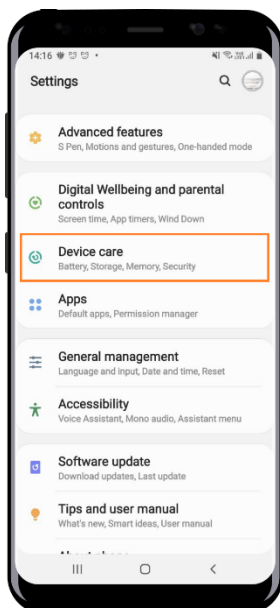 14:16
Settings
Advanced features
S Pen, Motions and gestures, One-handed mode
Digital Wellbeing and parental
controls
Screen time, App timers, Wind Down
Device care
Battery, Storage, Memory, Security
Apps
Default apps, Permission manager
General management
Language and input, Date and time, Reset
Accessibility
Voice Assistant, Mono audio, Assistant menu
Software update
Download updates, Last update
Tips and user manual
What's new, Smart ideas, User manual